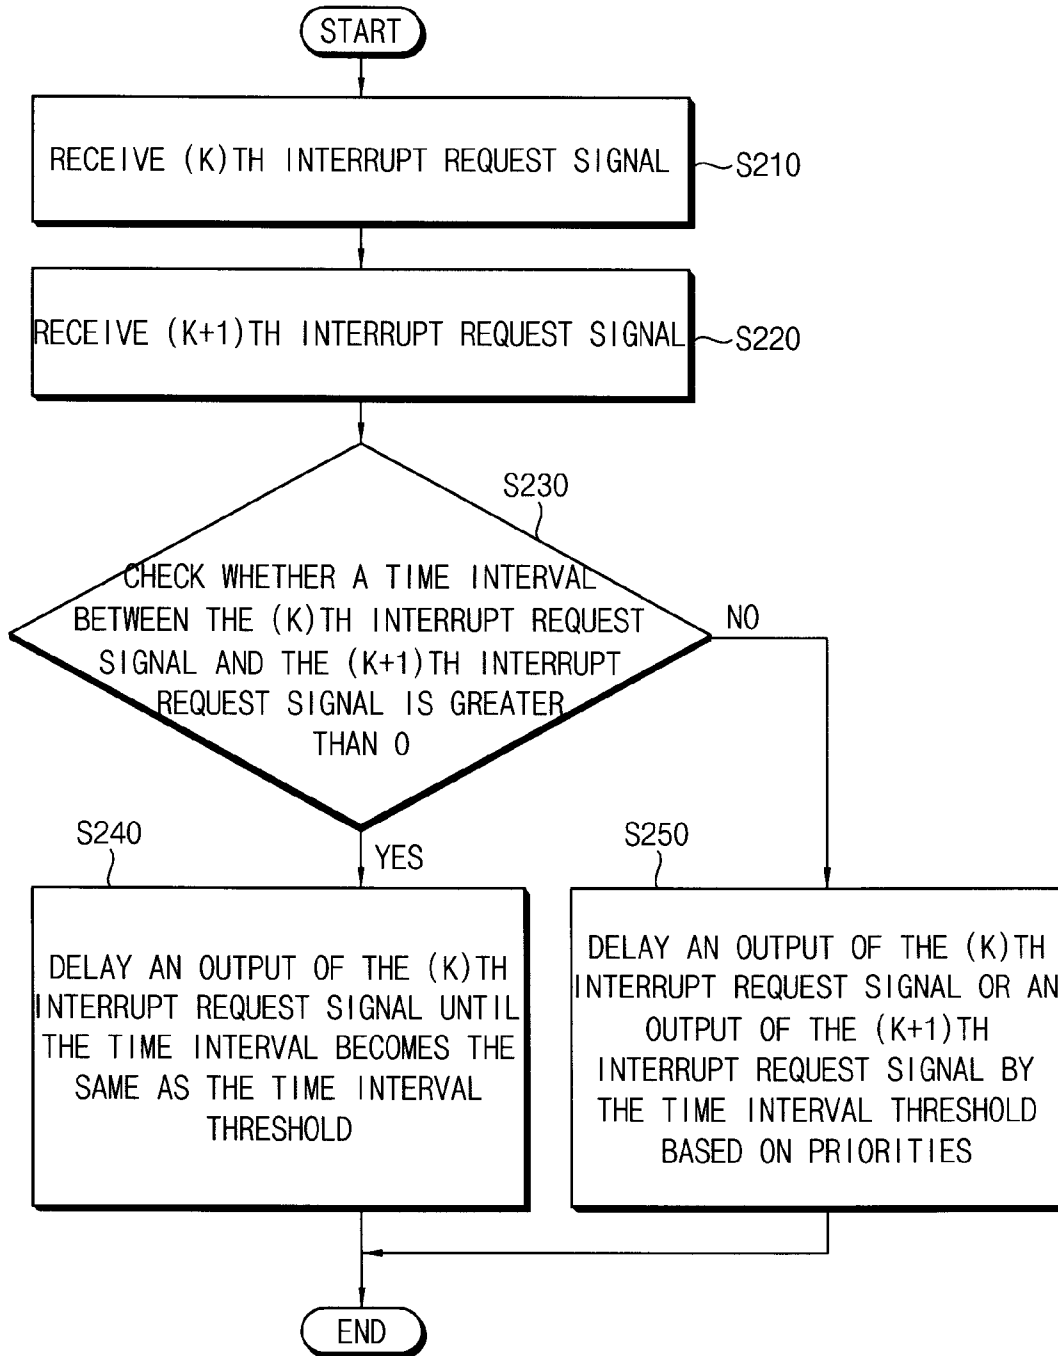 START
RECEIVE (K)TH INTERRUPT REQUEST SIGNAL
S210
RECEIVE (K+1)TH INTERRUPT REQUEST SIGNAL
S220
S230
CHECK WHETHER A TIME INTERVAL
BETWEEN THE (K)TH INTERRUPT REQUEST
SIGNAL AND THE (K+1)TH INTERRUPT
REQUEST SIGNAL IS GREATER
THAN 0
NO
YES
S240
DELAY AN OUTPUT OF THE (K)TH
INTERRUPT REQUEST SIGNAL UNTIL
THE TIME INTERVAL BECOMES THE
SAME AS THE TIME INTERVAL
THRESHOLD
S250
DELAY AN OUTPUT OF THE (K)TH
INTERRUPT REQUEST SIGNAL OR AN
OUTPUT OF THE (K+1)TH
INTERRUPT REQUEST SIGNAL BY
THE TIME INTERVAL THRESHOLD
BASED ON PRIORITIES
END